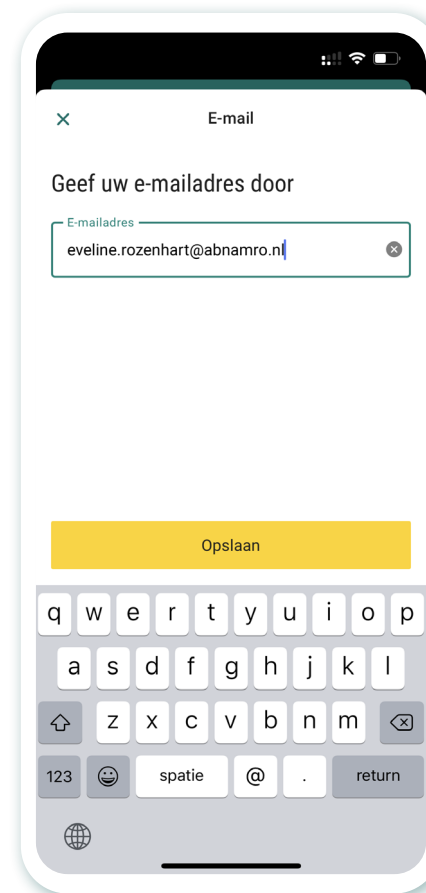 E-mail
Geef uw e-mailadres door
E-mailadres
eveline.rozenhart@abnamro.nl
Opslaan
q w e r t y u i o p
a s d f g h j k l
z x c v b n m
123 spatie @ . return